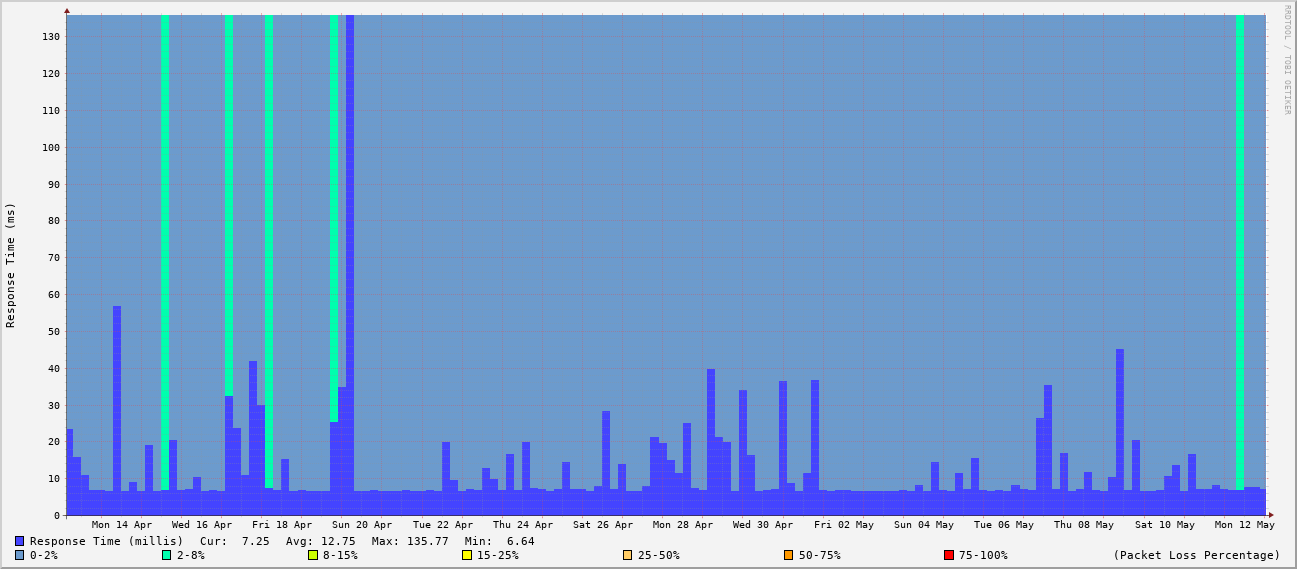 RRDTOOL / TOBI OETIKER
Response Time (ms)
130
120
110
100
90
80
70
60
50
40
30
20
10
0
Mon 14 Apr Wed 16 Apr Fri 18 Apr Sun 20 Apr Tue 22 Apr Thu 24 Apr Sat 26 Apr Mon 28 Apr Wed 30 Apr Fri 02 May Sun 04 May Tue 06 May Thu 08 May Sat 10 May Mon 12 May
Response Time (millis) Cur: 7.25 Avg: 12.75 Max: 135.77 Min: 6.64
0-2% 2-8% 8-15% 15-25% 25-50% 50-75% 75-100% (Packet Loss Percentage)